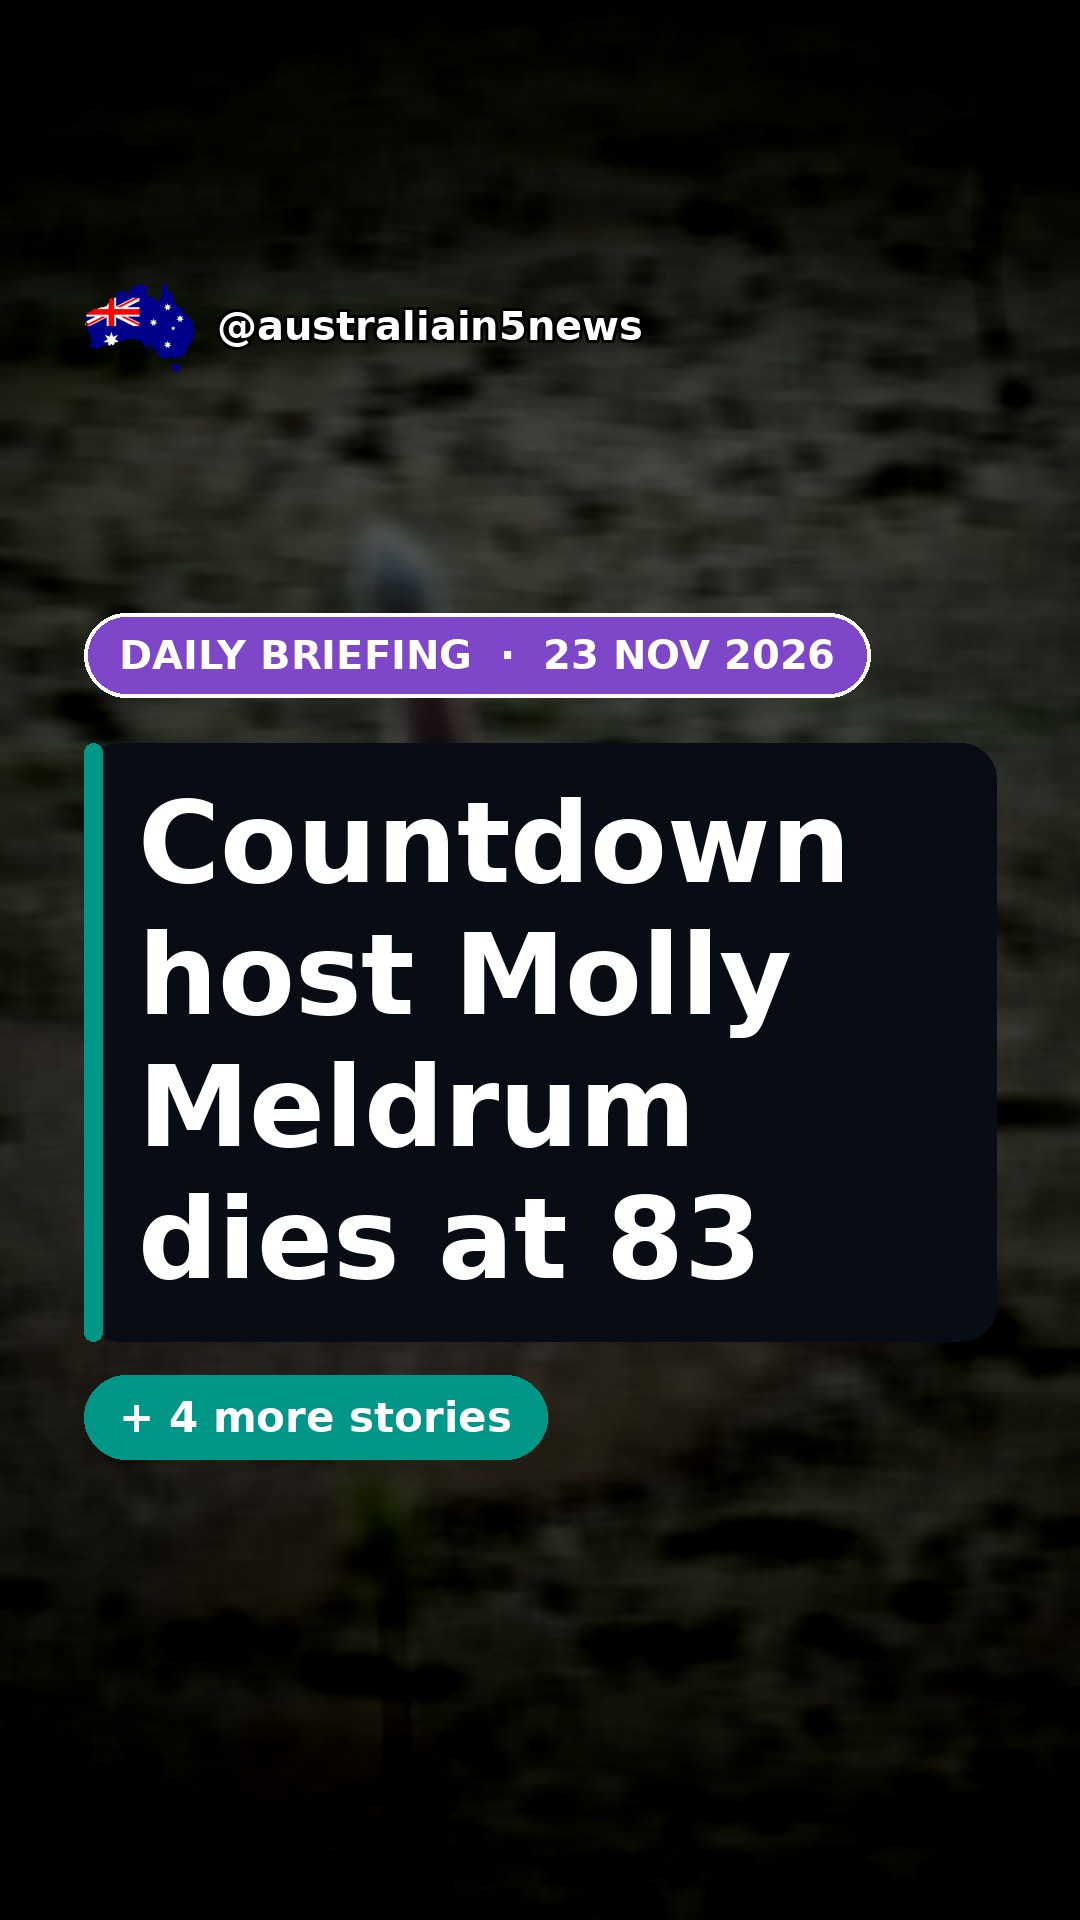 @australiain5news
DAILY BRIEFING · 23 NOV 2026
Countdown
host Molly
Meldrum
dies at 83
+ 4 more stories